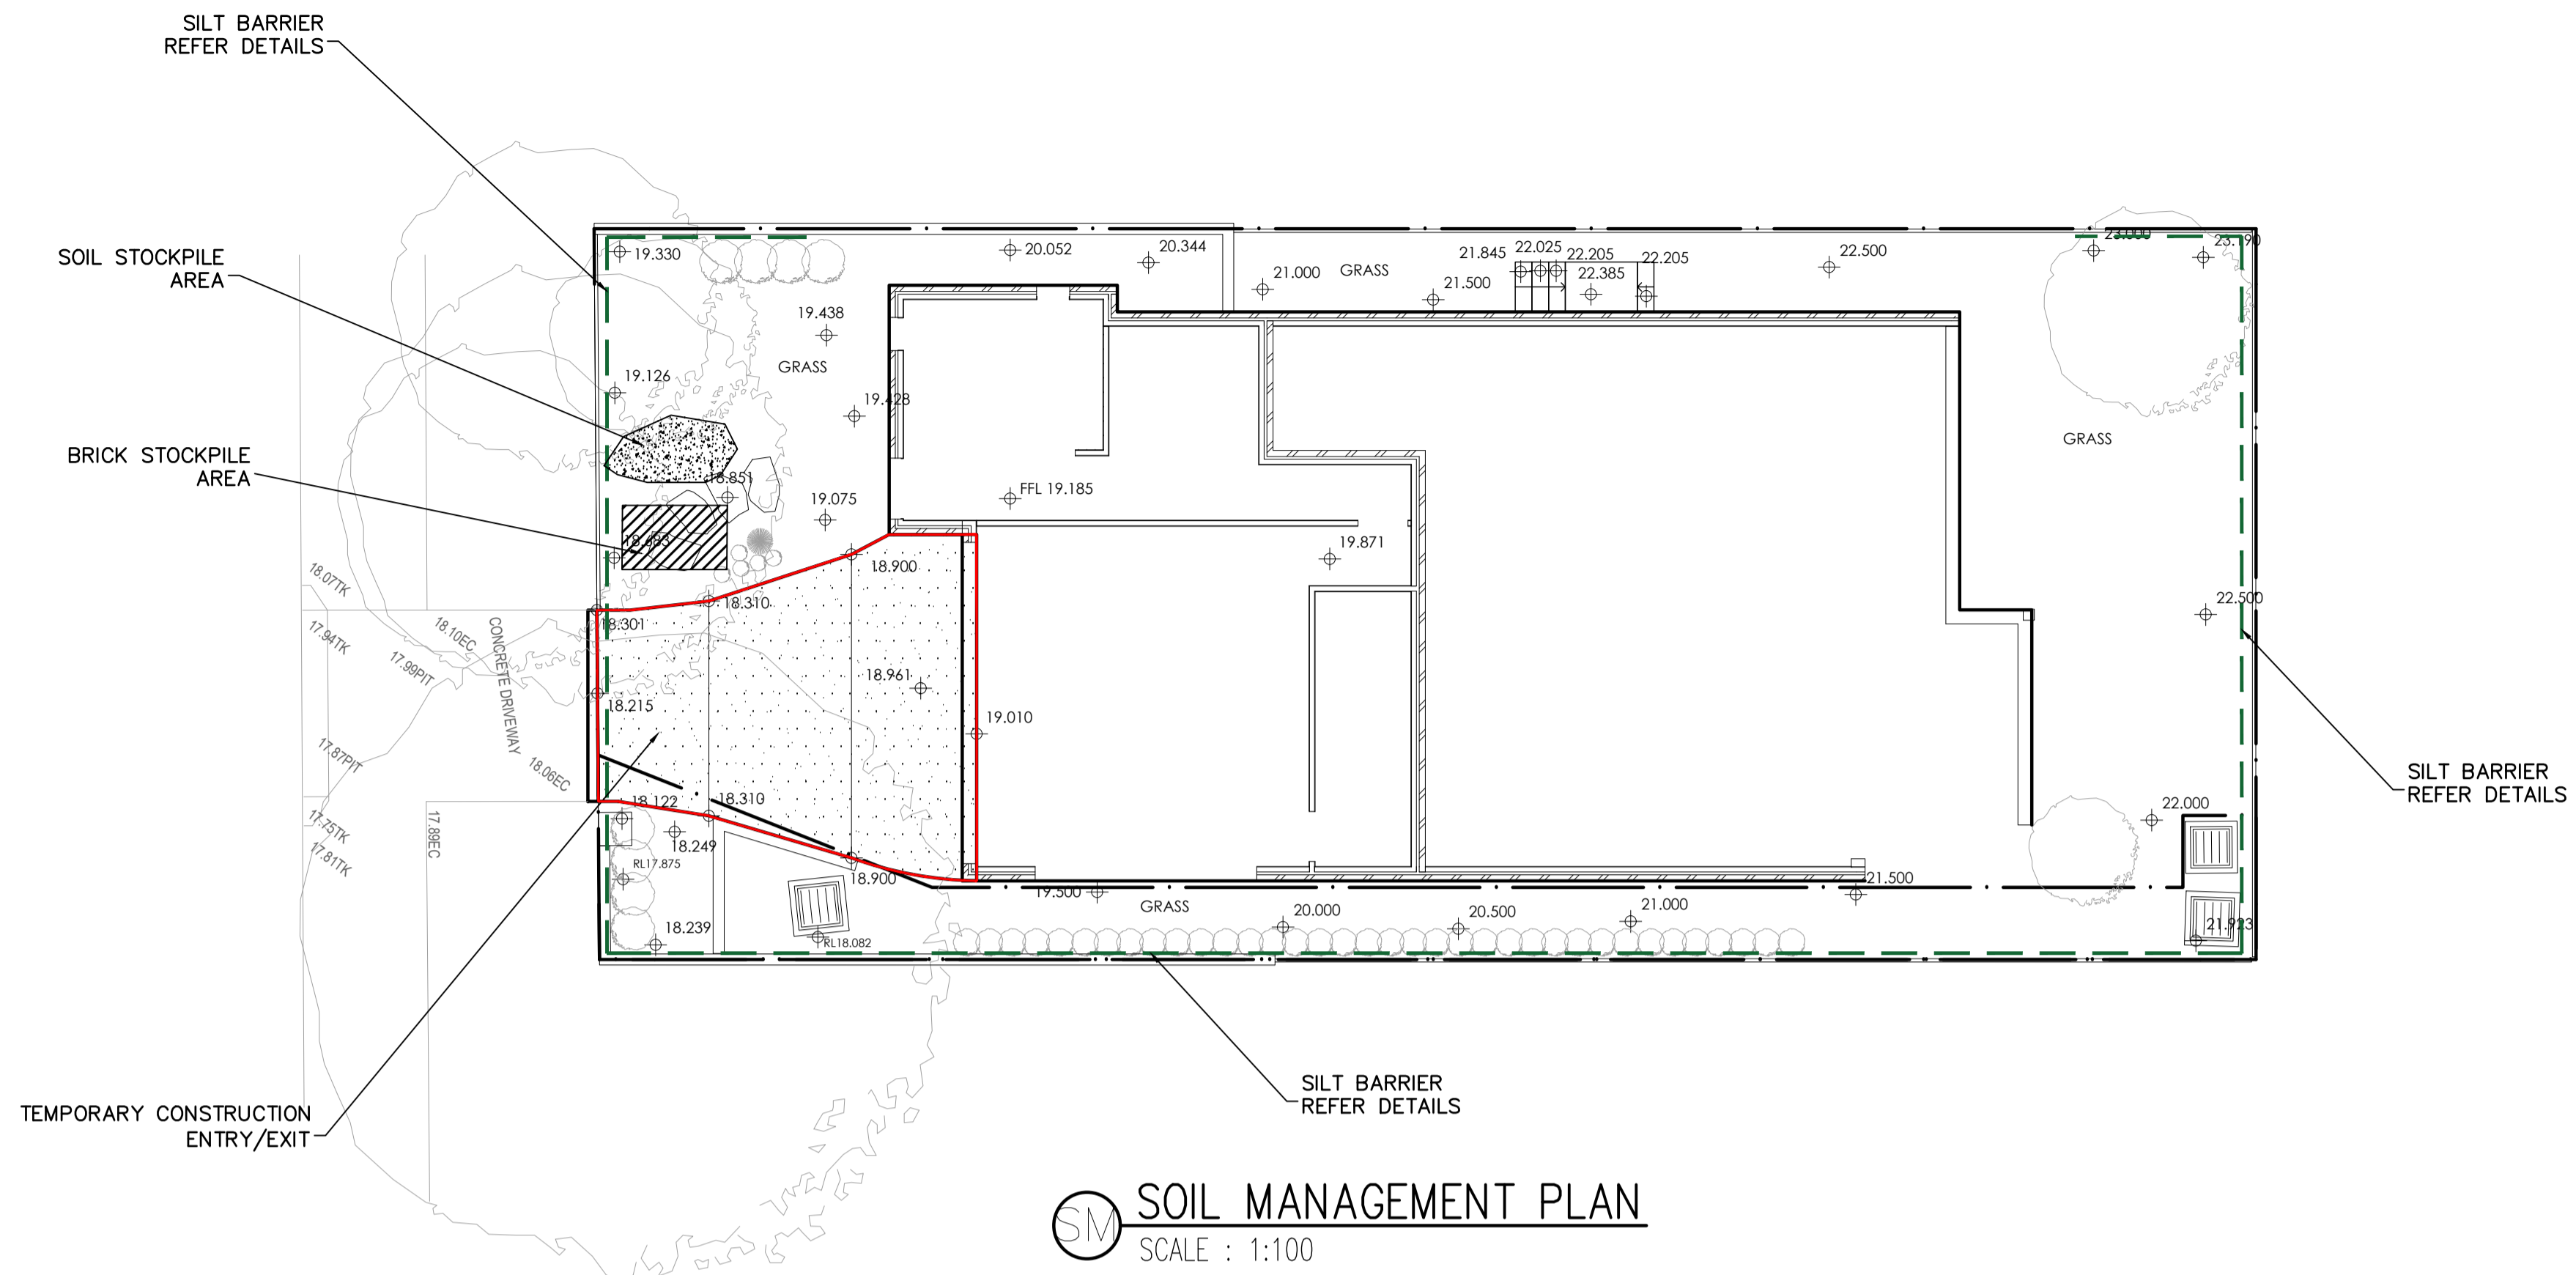 SILT BARRIER
REFER DETAILS
SOIL STOCKPILE
AREA
BRICK STOCKPILE
AREA
TEMPORARY CONSTRUCTION
ENTRY/EXIT
19.330
20.052
20.344
21.000
GRASS
21.500
21.845
22.025
22.205
22.385
22.205
22.500
23.000
23.190
19.438
GRASS
19.126
19.428
GRASS
18.851
19.075
FFL 19.185
18.683
19.871
18.900
18.310
18.301
22.500
18.07TK
17.94TK
18.10EC
17.99PIT
CONCRETE DRIVEWAY
18.961
18.215
19.010
17.87PIT
18.06EC
18.122
18.310
17.75TK
17.81TK
17.89EC
18.249
RL17.875
18.900
18.239
RL18.082
19.500
GRASS
20.000
20.500
21.000
21.500
22.000
21.923
SILT BARRIER
REFER DETAILS
SILT BARRIER
REFER DETAILS
SM
SOIL MANAGEMENT PLAN
SCALE : 1:100